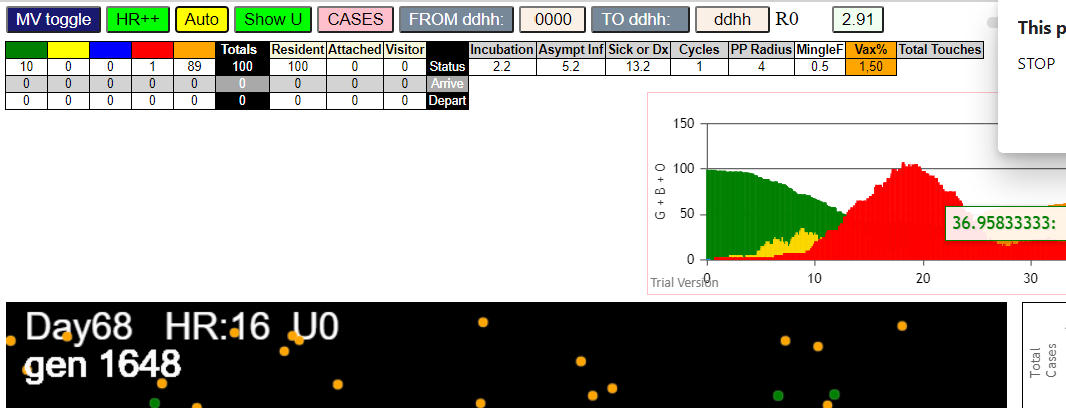 MV toggle HR++ Auto Show U CASES FROM ddhh: 0000 TO ddhh: ddhh R0 2.91
This p
STOP
Totals Resident Attached Visitor Incubation Asympt Inf Sick or Dx Cycles PP Radius MingleF Vax% Total Touches
10 0 0 1 89 100 100 0 0 Status 2.2 5.2 13.2 1 4 0.5 1,50
0 0 0 0 0 0 0 0 0 Arrive
0 0 0 0 0 0 0 0 0 Depart
150
100
50
0
G + B + O
36.95833333:
0 10 20 30
Trial Version
Day68 HR:16 U0
gen 1648
Total
Cases